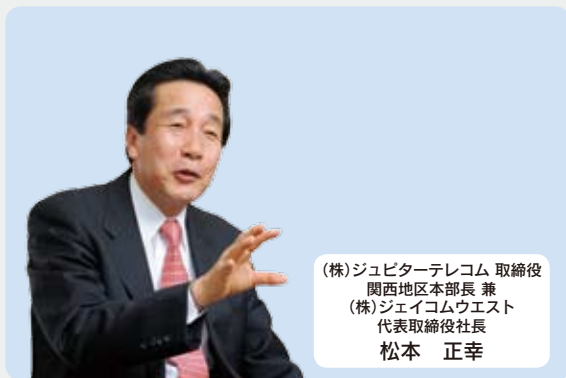 (株)ジュピターテレコム 取締役
関西地区本部長 兼
(株)ジェイコムウエスト
代表取締役社長
松本　正幸